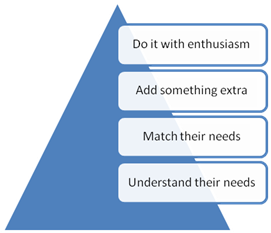 Do it with enthusiasm
Add something extra
Match their needs
Understand their needs